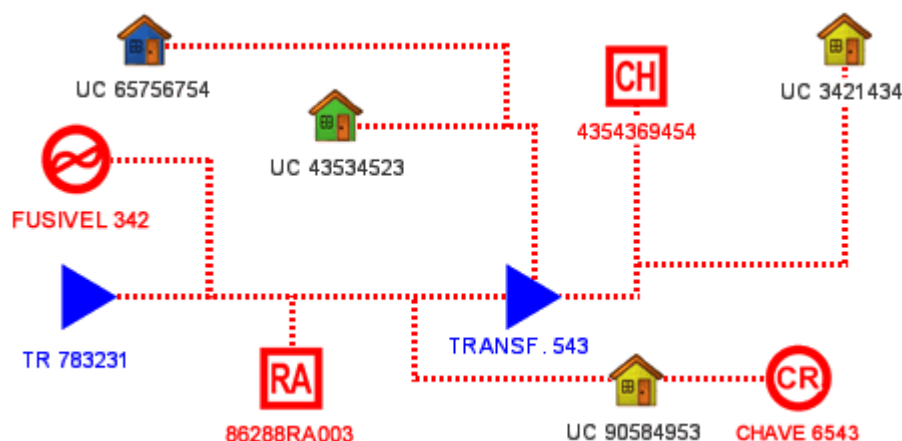 UC 65756754
CH
4354369454
UC 3421434
UC 43534523
FUSIVEL 342
TR 783231
RA
86288RA003
TRANSF. 543
UC 90584953
CR
CHAVE 6543